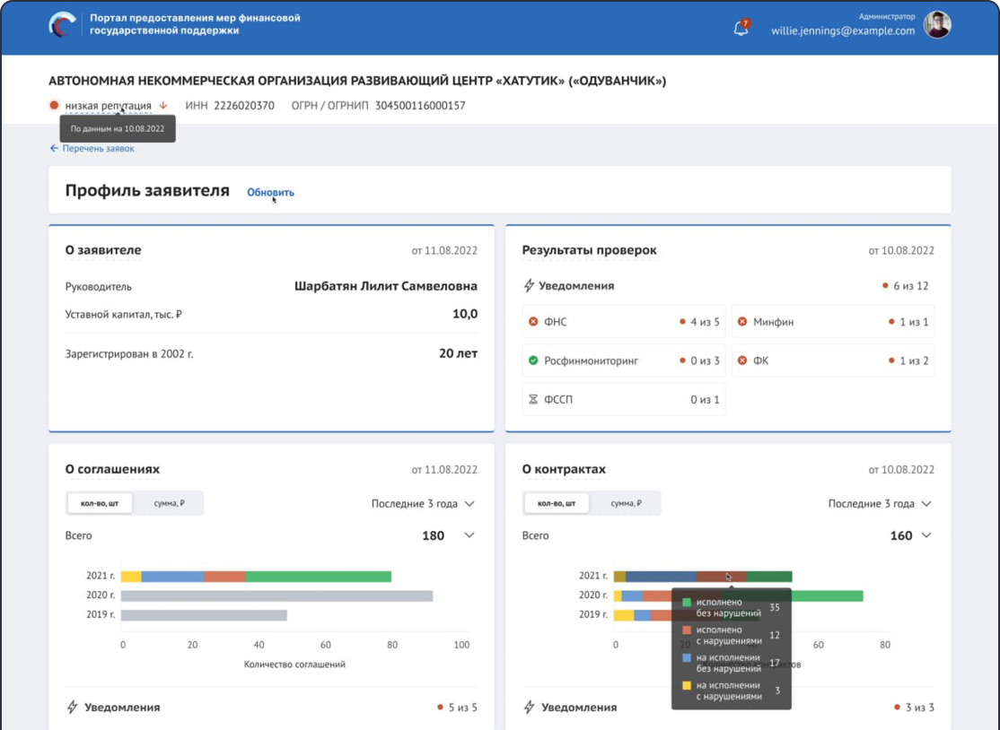 Портал предоставления мер финансовой
государственной поддержки
7
Администратор
willie.jennings@example.com
АВТОНОМНАЯ НЕКОММЕРЧЕСКАЯ ОРГАНИЗАЦИЯ РАЗВИВАЮЩИЙ ЦЕНТР «ХАТУТИК» («ОДУВАНЧИК»)
низкая репутация ИНН 2226020370 ОГРН / ОГРНИП 304500116000157
По данным на 10.08.2022
Перечень заявок
Профиль заявителя Обновить
О заявителе от 11.08.2022
Руководитель Шарбатян Лилит Самвеловна
Уставной капитал, тыс. ₽ 10,0
Зарегистрирован в 2002 г. 20 лет
Результаты проверок от 10.08.2022
Уведомления 6 из 12
ФНС 4 из 5 Минфин 1 из 1
Росфинмониторинг 0 из 3 ФК 1 из 2
ФССП 0 из 1
О соглашениях от 11.08.2022
кол-во, шт сумма, ₽ Последние 3 года
Всего 180
2021 г.
2020 г.
2019 г.
0 20 40 60 80 100
Количество соглашений
Уведомления 5 из 5
О контрактах от 10.08.2022
кол-во, шт сумма, ₽ Последние 3 года
Всего 160
2021 г.
2020 г.
2019 г.
исполнено
без нарушений 35
исполнено
с нарушениями 12
на исполнении
без нарушений 17
на исполнении
с нарушениями 3
0 20 60 80
Уведомления 3 из 3